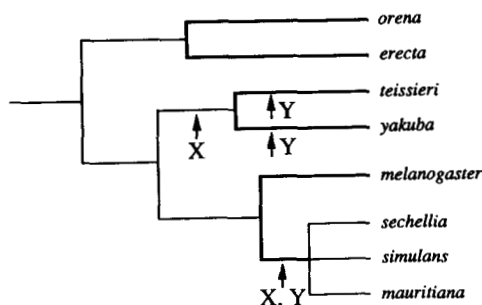 orena
erecta
teissieri
Y
yakuba
X
Y
melanogaster
sechellia
simulans
X, Y
mauritiana